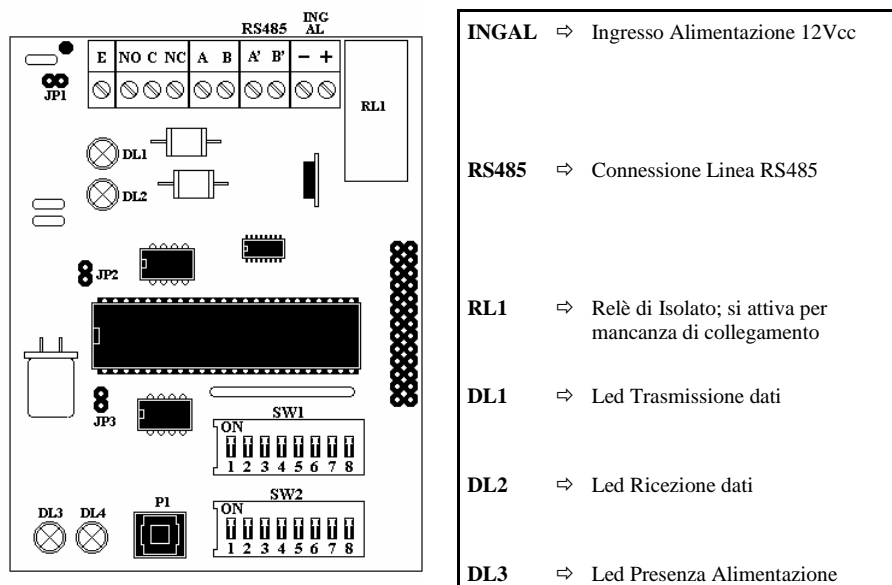 ING
RS485 AL
E NO C NC A B A' B' − +
JP1
RL1
DL1
DL2
JP2
JP3
SW1
ON
1 2 3 4 5 6 7 8
SW2
ON
1 2 3 4 5 6 7 8
P1
DL3 DL4
INGAL ⇨ Ingresso Alimentazione 12Vcc
RS485 ⇨ Connessione Linea RS485
RL1 ⇨ Relè di Isolato; si attiva per
mancanza di collegamento
DL1 ⇨ Led Trasmissione dati
DL2 ⇨ Led Ricezione dati
DL3 ⇨ Led Presenza Alimentazione